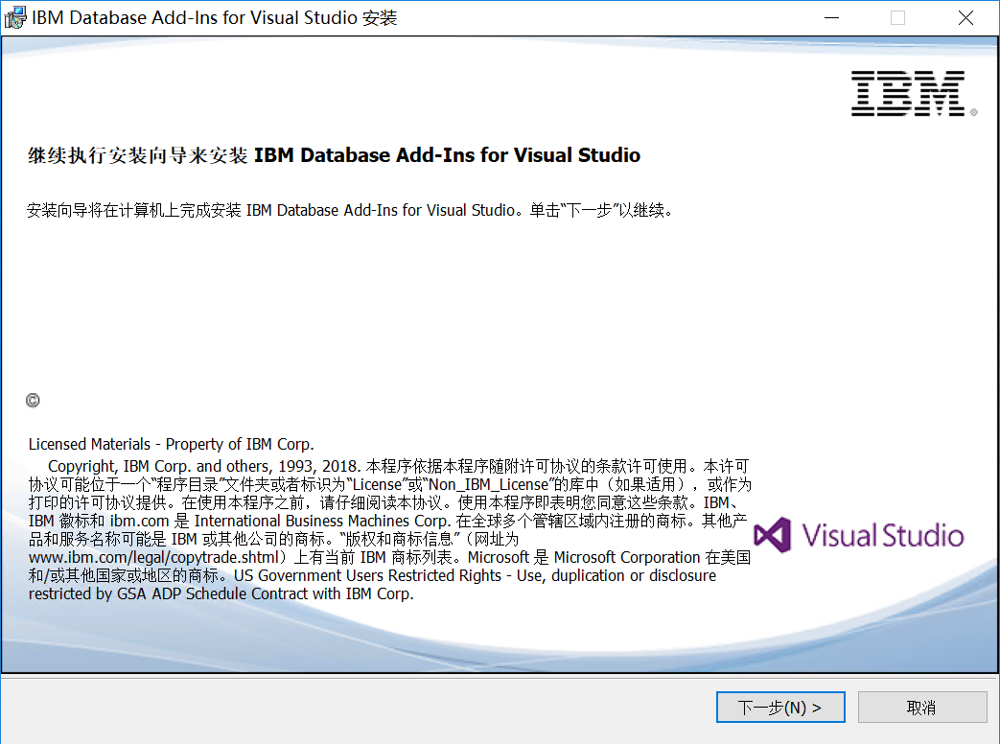 IBM Database Add-Ins for Visual Studio 安装
IBM
®
继续执行安装向导来安装 IBM Database Add-Ins for Visual Studio
安装向导将在计算机上完成安装 IBM Database Add-Ins for Visual Studio。单击“下一步”以继续。
©
Licensed Materials - Property of IBM Corp.
Copyright, IBM Corp. and others, 1993, 2018. 本程序依据本程序随附许可协议的条款许可使用。本许可
协议可能位于一个“程序目录”文件夹或者标识为“License”或“Non_IBM_License”的库中（如果适用），或作为
打印的许可协议提供。在使用本程序之前，请仔细阅读本协议。使用本程序即表明您同意这些条款。IBM、
IBM 徽标和 ibm.com 是 International Business Machines Corp. 在全球多个管辖区域内注册的商标。其他产
品和服务名称可能是 IBM 或其他公司的商标。“版权和商标信息”（网址为
www.ibm.com/legal/copytrade.shtml）上有当前 IBM 商标列表。Microsoft 是 Microsoft Corporation 在美国
和/或其他国家或地区的商标。US Government Users Restricted Rights - Use, duplication or disclosure
restricted by GSA ADP Schedule Contract with IBM Corp.
Visual Studio
下一步(N) >
取消